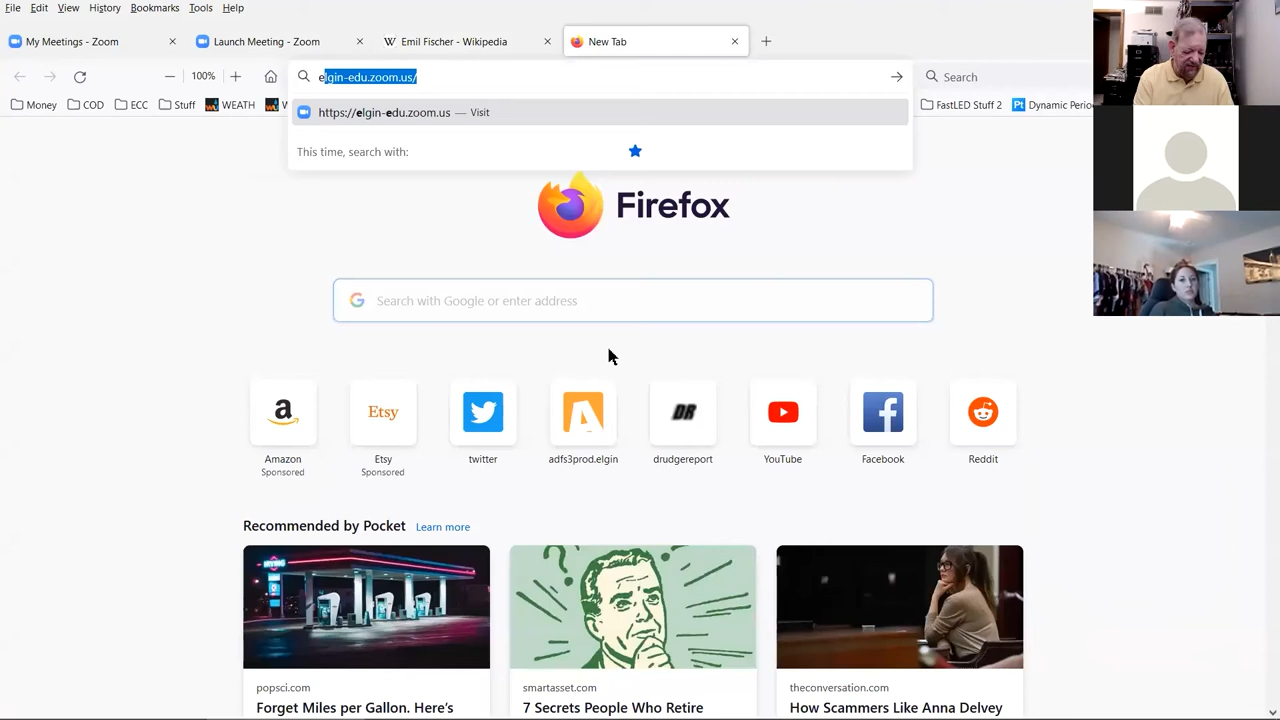 File Edit View History Bookmarks Tools Help
My Meetings - Zoom
Launch Meeting - Zoom
Emil Fischer - Wikipedia
New Tab
100%
elgin-edu.zoom.us/
Search
Money COD ECC Stuff WEATH
FastLED Stuff 2
Dynamic Perio
https://elgin-edu.zoom.us — Visit
This time, search with:
Firefox
Search with Google or enter address
Amazon
Sponsored
Etsy
Etsy
Sponsored
twitter
adfs3prod.elgin
DR
drudgereport
YouTube
Facebook
Reddit
Recommended by Pocket Learn more
popsci.com
Forget Miles per Gallon. Here's
smartasset.com
7 Secrets People Who Retire
theconversation.com
How Scammers Like Anna Delvey